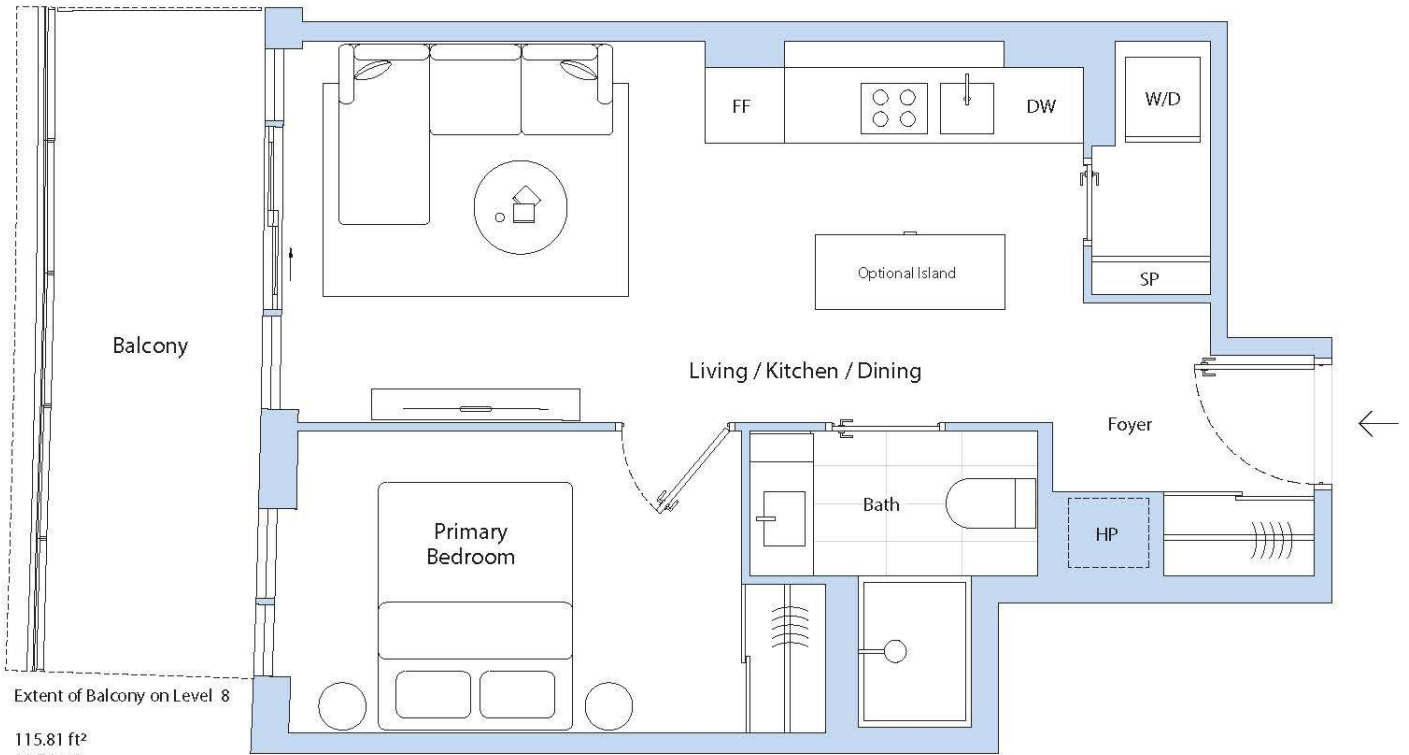 FF
DW
W/D
Optional Island
SP
Balcony
Living / Kitchen / Dining
Foyer
Bath
Primary
Bedroom
HP
Extent of Balcony on Level 8
115.81 ft²